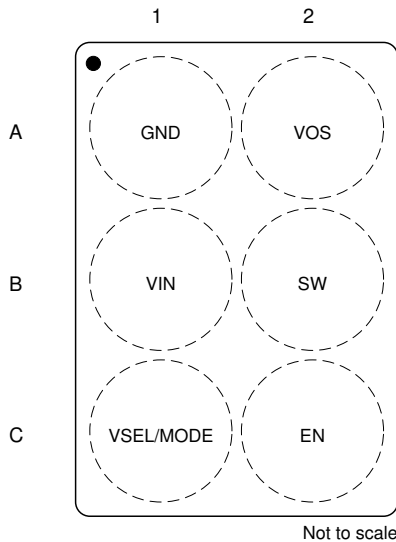 1 2
A GND VOS
B VIN SW
C VSEL/MODE EN
Not to scale